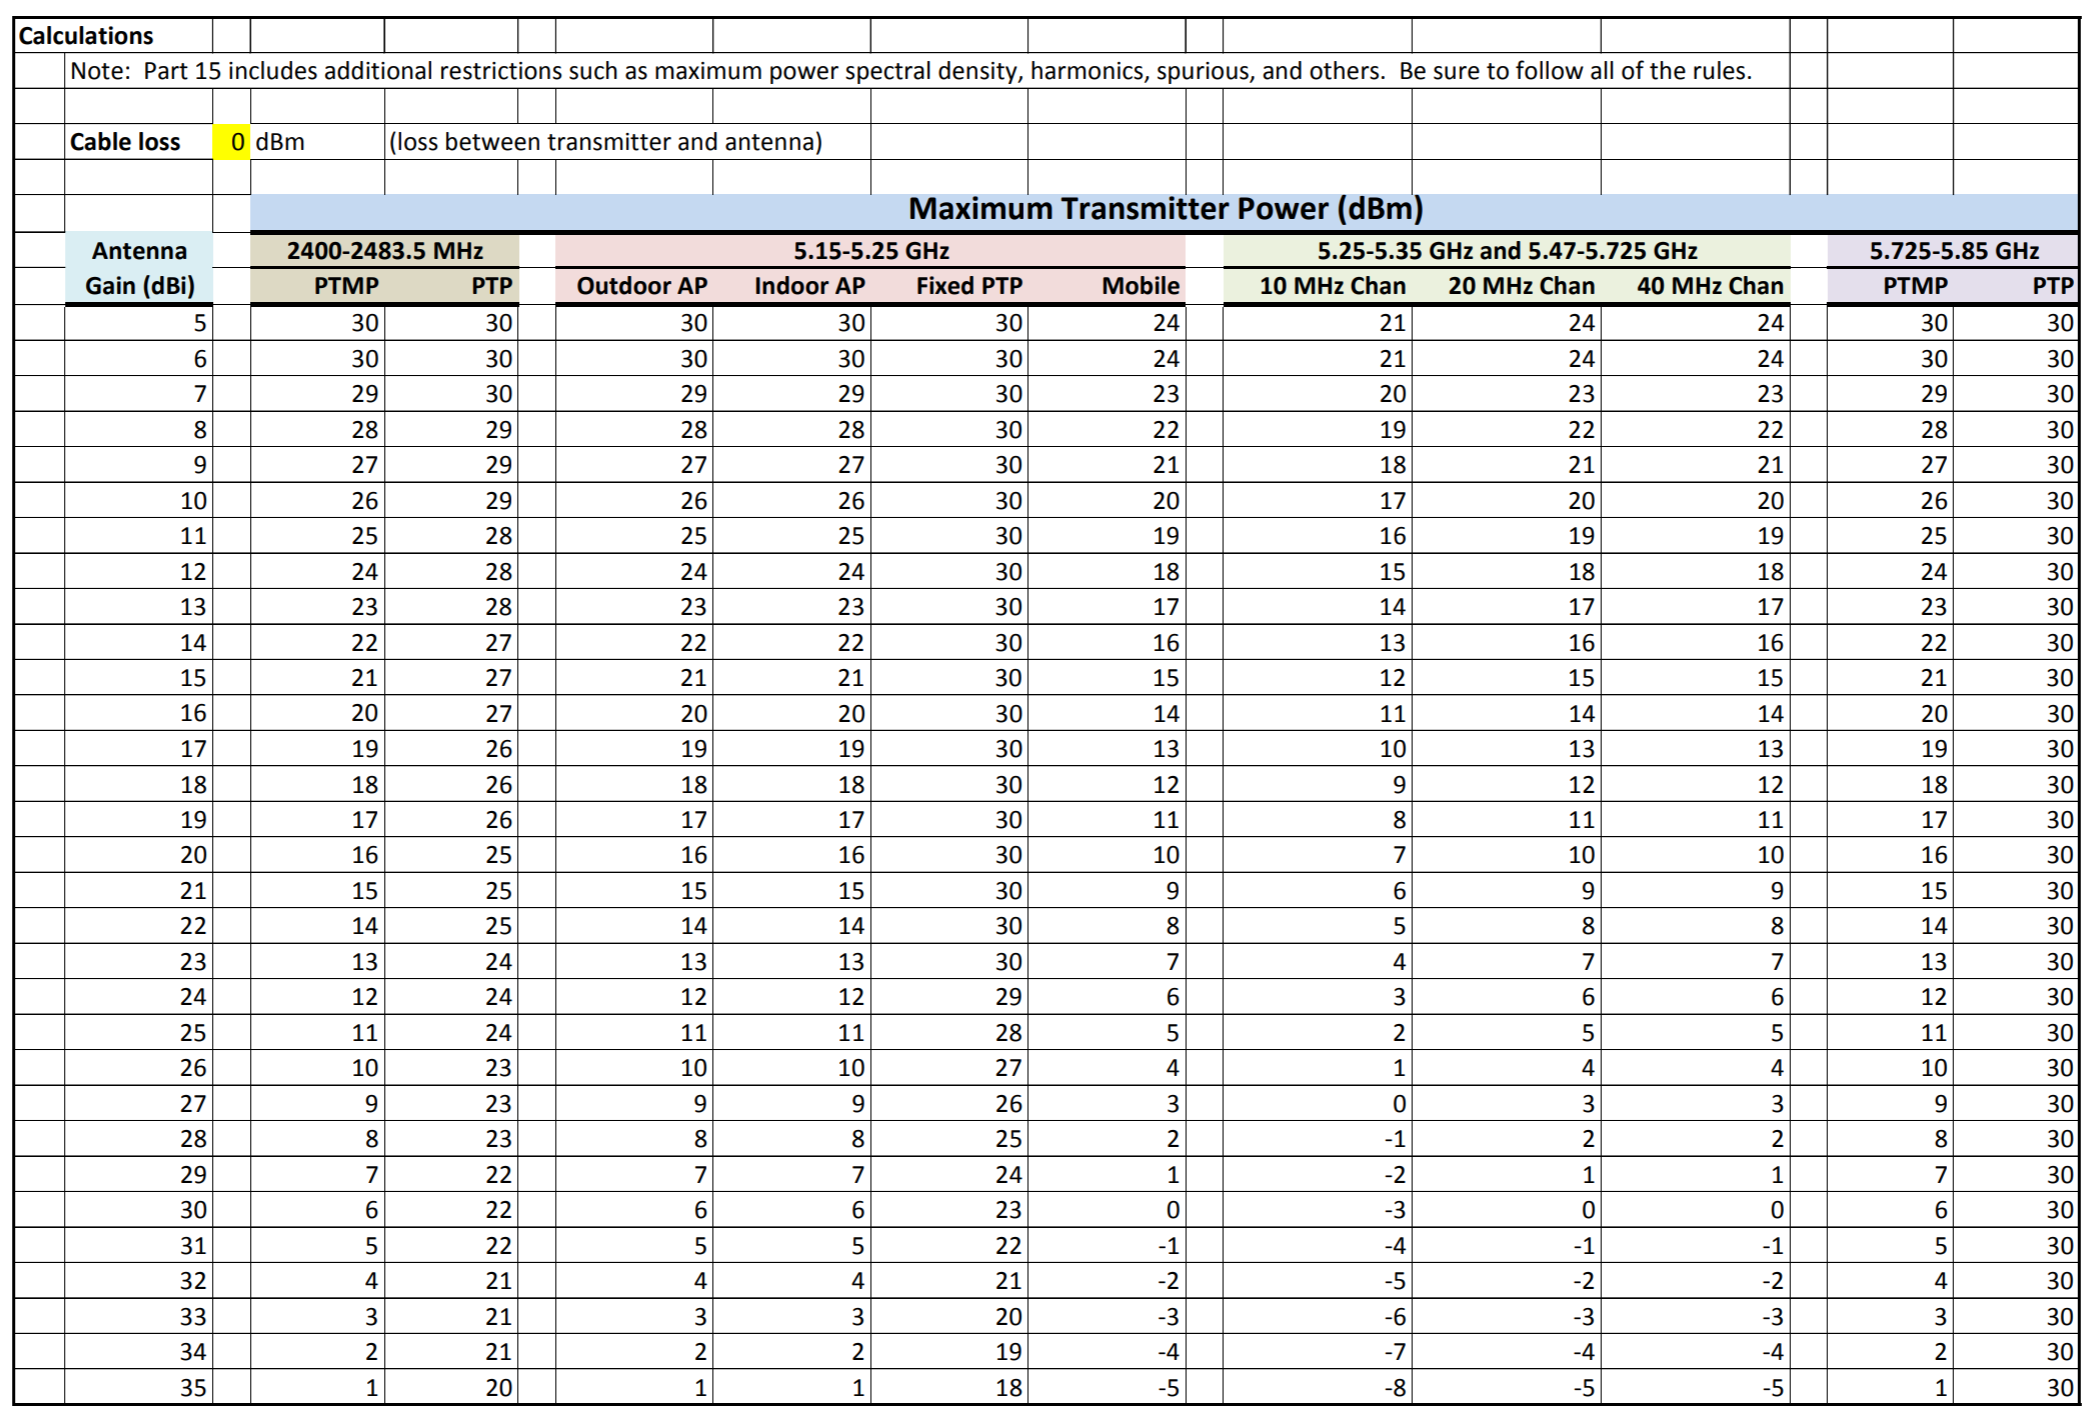 Calculations
Note: Part 15 includes additional restrictions such as maximum power spectral density, harmonics, spurious, and others. Be sure to follow all of the rules.
Cable loss 0 dBm (loss between transmitter and antenna)
Maximum Transmitter Power (dBm)
Antenna 2400-2483.5 MHz 5.15-5.25 GHz 5.25-5.35 GHz and 5.47-5.725 GHz 5.725-5.85 GHz
Gain (dBi) PTMP PTP Outdoor AP Indoor AP Fixed PTP Mobile 10 MHz Chan 20 MHz Chan 40 MHz Chan PTMP PTP
5 30 30 30 30 30 24 21 24 24 30 30
6 30 30 30 30 30 24 21 24 24 30 30
7 29 30 29 29 30 23 20 23 23 29 30
8 28 29 28 28 30 22 19 22 22 28 30
9 27 29 27 27 30 21 18 21 21 27 30
10 26 29 26 26 30 20 17 20 20 26 30
11 25 28 25 25 30 19 16 19 19 25 30
12 24 28 24 24 30 18 15 18 18 24 30
13 23 28 23 23 30 17 14 17 17 23 30
14 22 27 22 22 30 16 13 16 16 22 30
15 21 27 21 21 30 15 12 15 15 21 30
16 20 27 20 20 30 14 11 14 14 20 30
17 19 26 19 19 30 13 10 13 13 19 30
18 18 26 18 18 30 12 9 12 12 18 30
19 17 26 17 17 30 11 8 11 11 17 30
20 16 25 16 16 30 10 7 10 10 16 30
21 15 25 15 15 30 9 6 9 9 15 30
22 14 25 14 14 30 8 5 8 8 14 30
23 13 24 13 13 30 7 4 7 7 13 30
24 12 24 12 12 29 6 3 6 6 12 30
25 11 24 11 11 28 5 2 5 5 11 30
26 10 23 10 10 27 4 1 4 4 10 30
27 9 23 9 9 26 3 0 3 3 9 30
28 8 23 8 8 25 2 -1 2 2 8 30
29 7 22 7 7 24 1 -2 1 1 7 30
30 6 22 6 6 23 0 -3 0 0 6 30
31 5 22 5 5 22 -1 -4 -1 -1 5 30
32 4 21 4 4 21 -2 -5 -2 -2 4 30
33 3 21 3 3 20 -3 -6 -3 -3 3 30
34 2 21 2 2 19 -4 -7 -4 -4 2 30
35 1 20 1 1 18 -5 -8 -5 -5 1 30